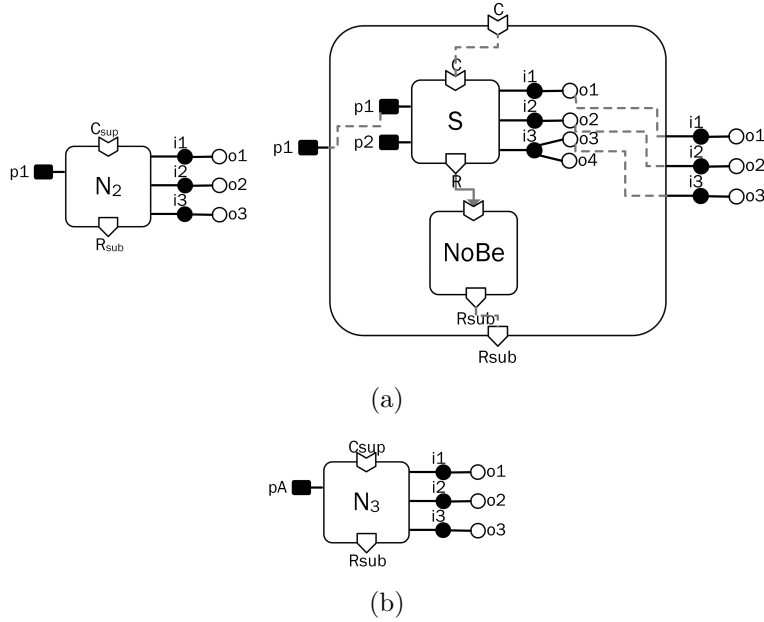 C
C
i1
o1
p1
S
i2
o2
i3
o3
o4
p2
p1
R
NoBe
Rsub
Rsub
i1
o1
i2
o2
i3
o3
Csup
p1
N2
i1
o1
i2
o2
i3
o3
Rsub
(a)
Csup
pA
N3
i1
o1
i2
o2
i3
o3
Rsub
(b)